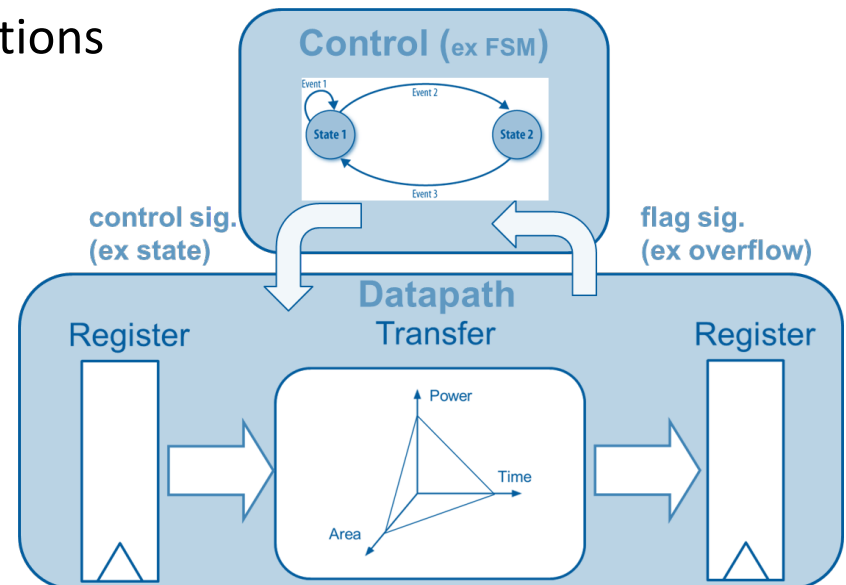 tions
Control (ex FSM)
Event 1
Event 2
State 1
State 2
Event 3
control sig.
(ex state)
flag sig.
(ex overflow)
Datapath
Register
Transfer
Register
Power
Time
Area